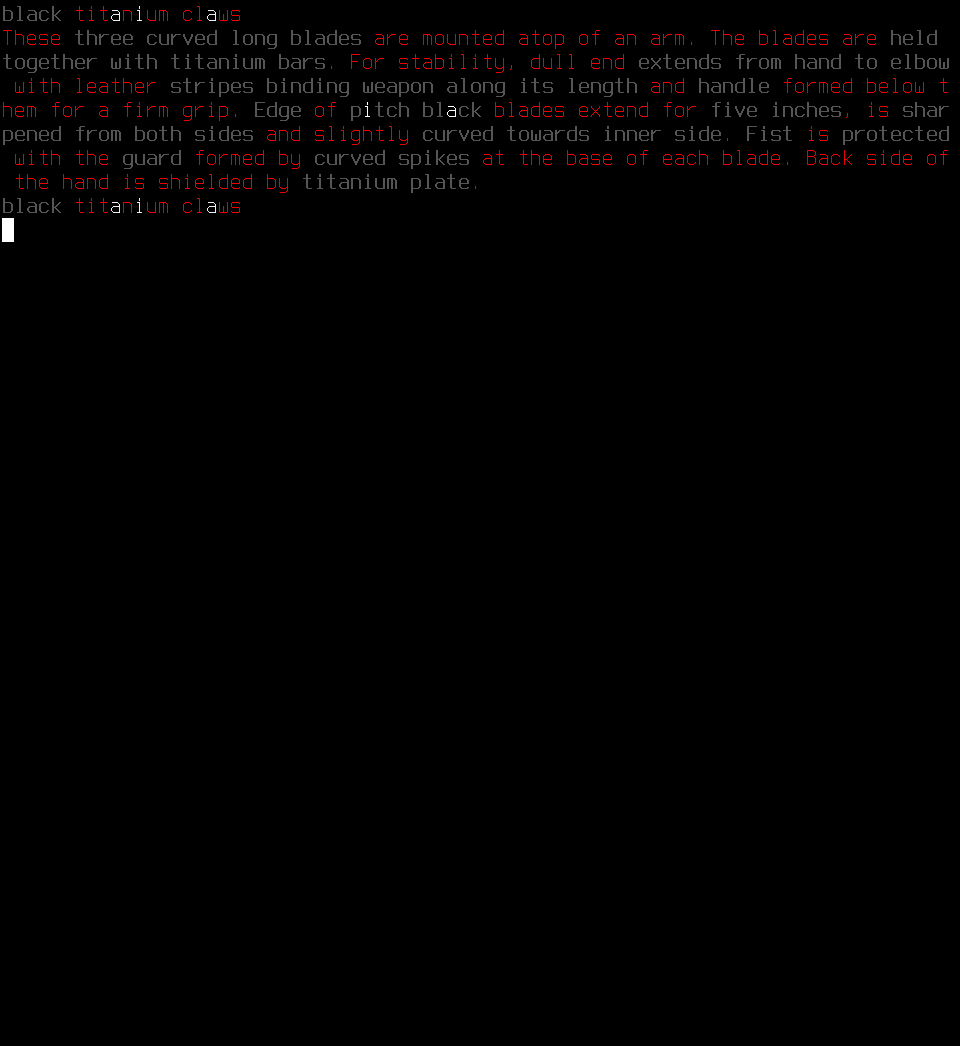 black titanium claws
These three curved long blades are mounted atop of an arm. The blades are held
together with titanium bars. For stability, dull end extends from hand to elbow
 with leather stripes binding weapon along its length and handle formed below t
hem for a firm grip. Edge of pitch black blades extend for five inches, is shar
pened from both sides and slightly curved towards inner side. Fist is protected
 with the guard formed by curved spikes at the base of each blade. Back side of
 the hand is shielded by titanium plate.
black titanium claws